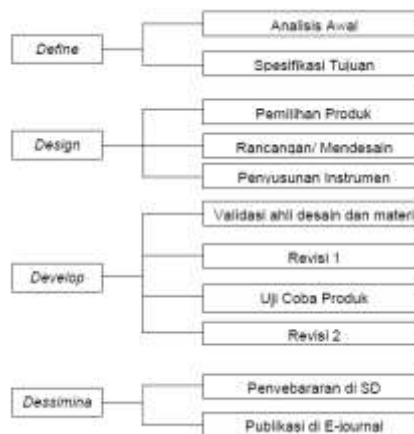 Define
Analisis Awal
Spesifikasi Tujuan
Design
Pemilihan Produk
Rancangan/ Mendesain
Penyusunan Instrumen
Develop
Validasi ahli desain dan materi
Revisi 1
Uji Coba Produk
Revisi 2
Dessimina
Penyebararan di SD
Publikasi di E-journal